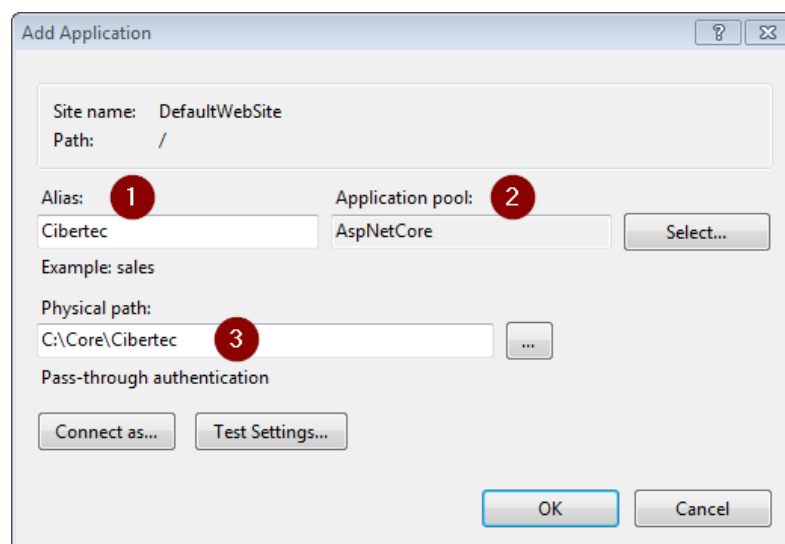 Add Application
Site name: DefaultWebSite
Path: /
Alias: 1 Application pool: 2
Cibertec AspNetCore Select...
Example: sales
Physical path:
C:\Core\Cibertec 3 ...
Pass-through authentication
Connect as... Test Settings...
OK Cancel